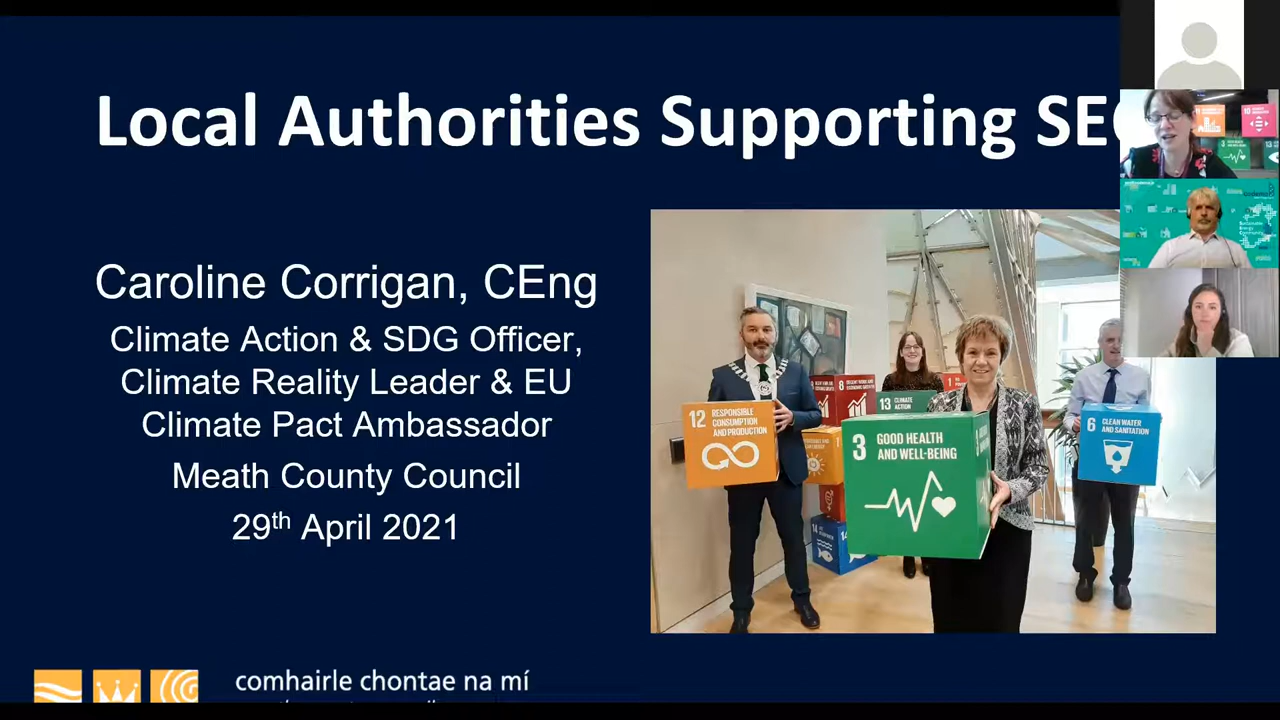 Local Authorities Supporting SEC
Caroline Corrigan, CEng
Climate Action & SDG Officer,
Climate Reality Leader & EU
Climate Pact Ambassador
Meath County Council
29th April 2021
12 RESPONSIBLE
CONSUMPTION
AND PRODUCTION
13 CLIMATE
ACTION
3 GOOD HEALTH
AND WELL-BEING
6 CLEAN WATER
AND SANITATION
comhairle chontae na mí